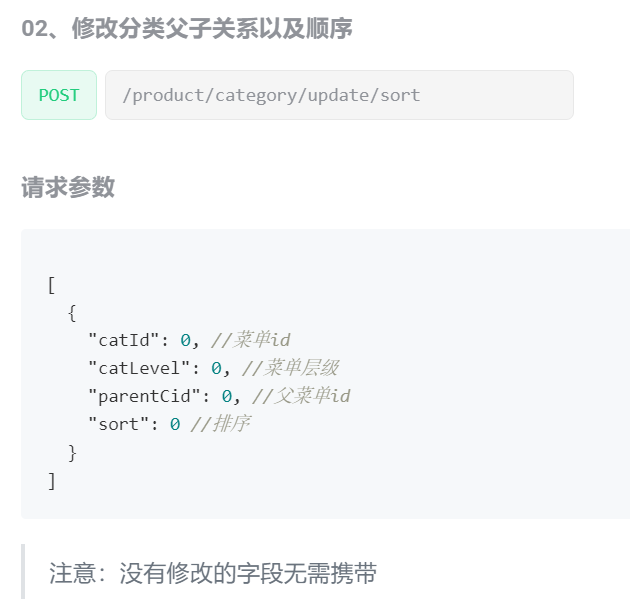 02、修改分类父子关系以及顺序
POST /product/category/update/sort
请求参数
[
  {
    "catId": 0, //菜单id
    "catLevel": 0, //菜单层级
    "parentCid": 0, //父菜单id
    "sort": 0 //排序
  }
]
注意：没有修改的字段无需携带